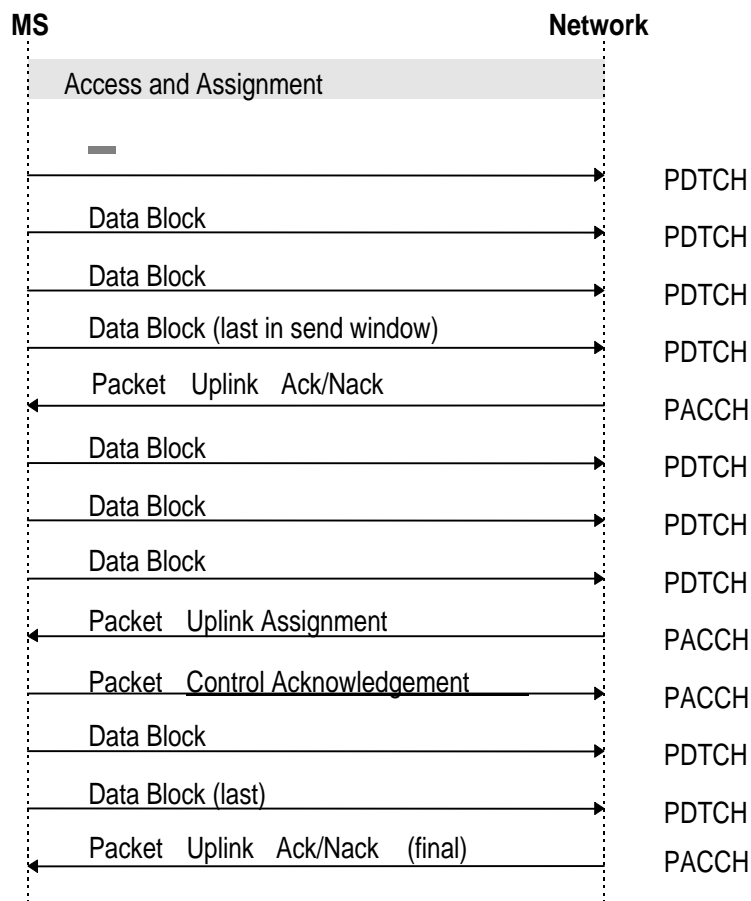 MS Network
Access and Assignment
PDTCH
Data Block
PDTCH
Data Block
PDTCH
Data Block (last in send window)
PDTCH
Packet Uplink Ack/Nack
PACCH
Data Block
PDTCH
Data Block
PDTCH
Data Block
PDTCH
Packet Uplink Assignment
PACCH
Packet Control Acknowledgement
PACCH
Data Block
PDTCH
Data Block (last)
PDTCH
Packet Uplink Ack/Nack (final)
PACCH